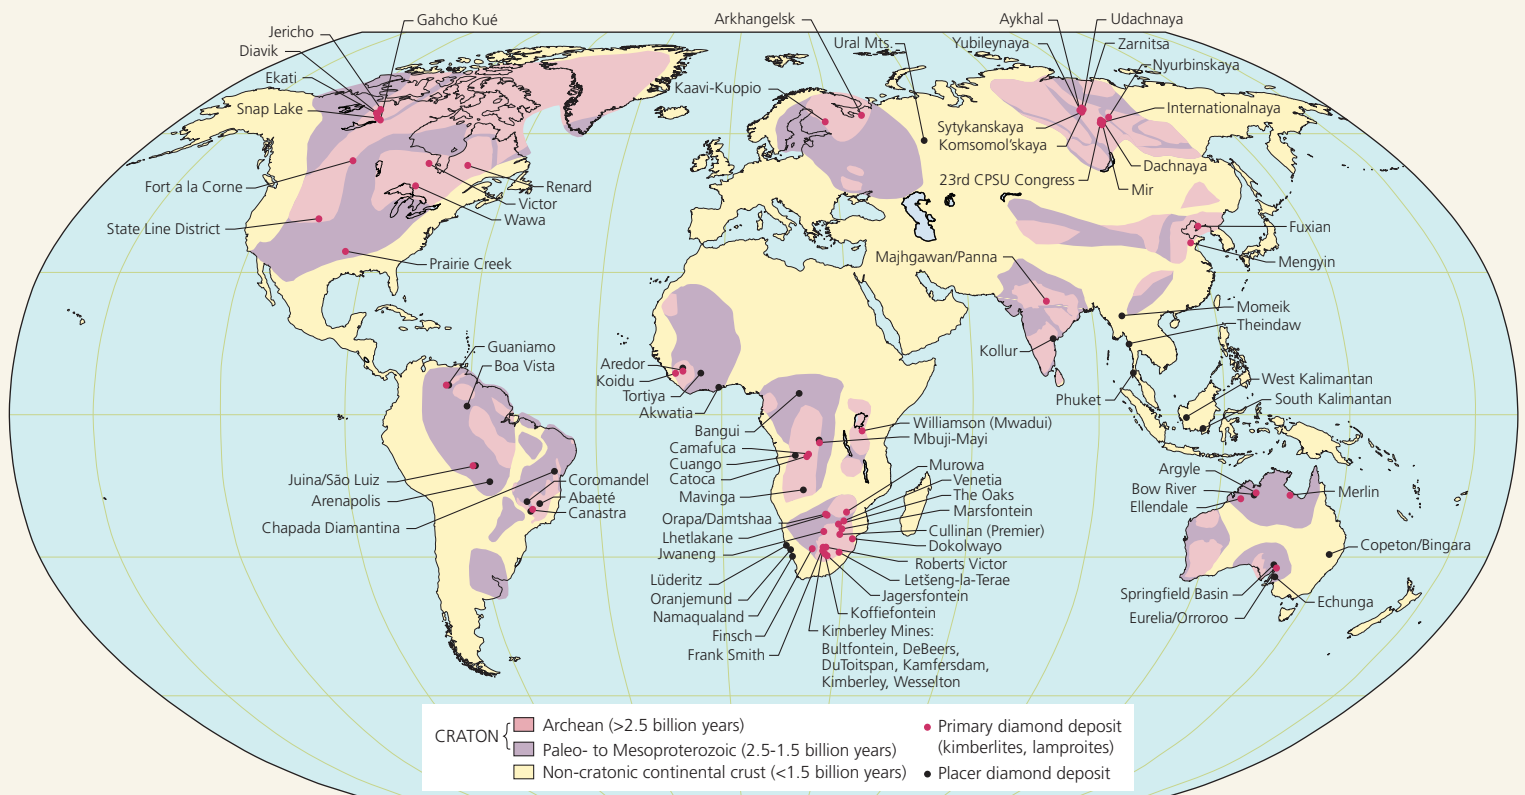 Gahcho Kué
Jericho
Diavik
Ekati
Snap Lake
Fort a la Corne
State Line District
Prairie Creek
Renard
Victor
Wawa
Arkhangelsk
Ural Mts.
Kaavi-Kuopio
Aykhal
Udachnaya
Yubileynaya
Zarnitsa
Nyurbinskaya
Internationalnaya
Sytykanskaya
Komsomol’skaya
Dachnaya
23rd CPSU Congress
Mir
Fuxian
Mengyin
Majhgawan/Panna
Kollur
Momeik
Theindaw
Phuket
West Kalimantan
South Kalimantan
Guaniamo
Boa Vista
Juina/São Luiz
Arenapolis
Chapada Diamantina
Coromandel
Abaeté
Canastra
Aredor
Koidu
Tortiya
Akwatia
Bangui
Camafuca
Cuango
Catoca
Mavinga
Orapa/Damtshaa
Lhetlakane
Jwaneng
Lüderitz
Oranjemund
Namaqualand
Finsch
Frank Smith
Williamson (Mwadui)
Mbuji-Mayi
Murowa
Venetia
The Oaks
Marsfontein
Cullinan (Premier)
Dokolwayo
Roberts Victor
Letšeng-la-Terae
Jagersfontein
Koffiefontein
Kimberley Mines:
Bultfontein, DeBeers,
DuToitspan, Kamfersdam,
Kimberley, Wesselton
Argyle
Bow River
Ellendale
Merlin
Copeton/Bingara
Springfield Basin
Echunga
Eurelia/Orroroo
CRATON
Archean (>2.5 billion years)
Paleo- to Mesoproterozoic (2.5-1.5 billion years)
Non-cratonic continental crust (<1.5 billion years)
Primary diamond deposit
(kimberlites, lamproites)
Placer diamond deposit